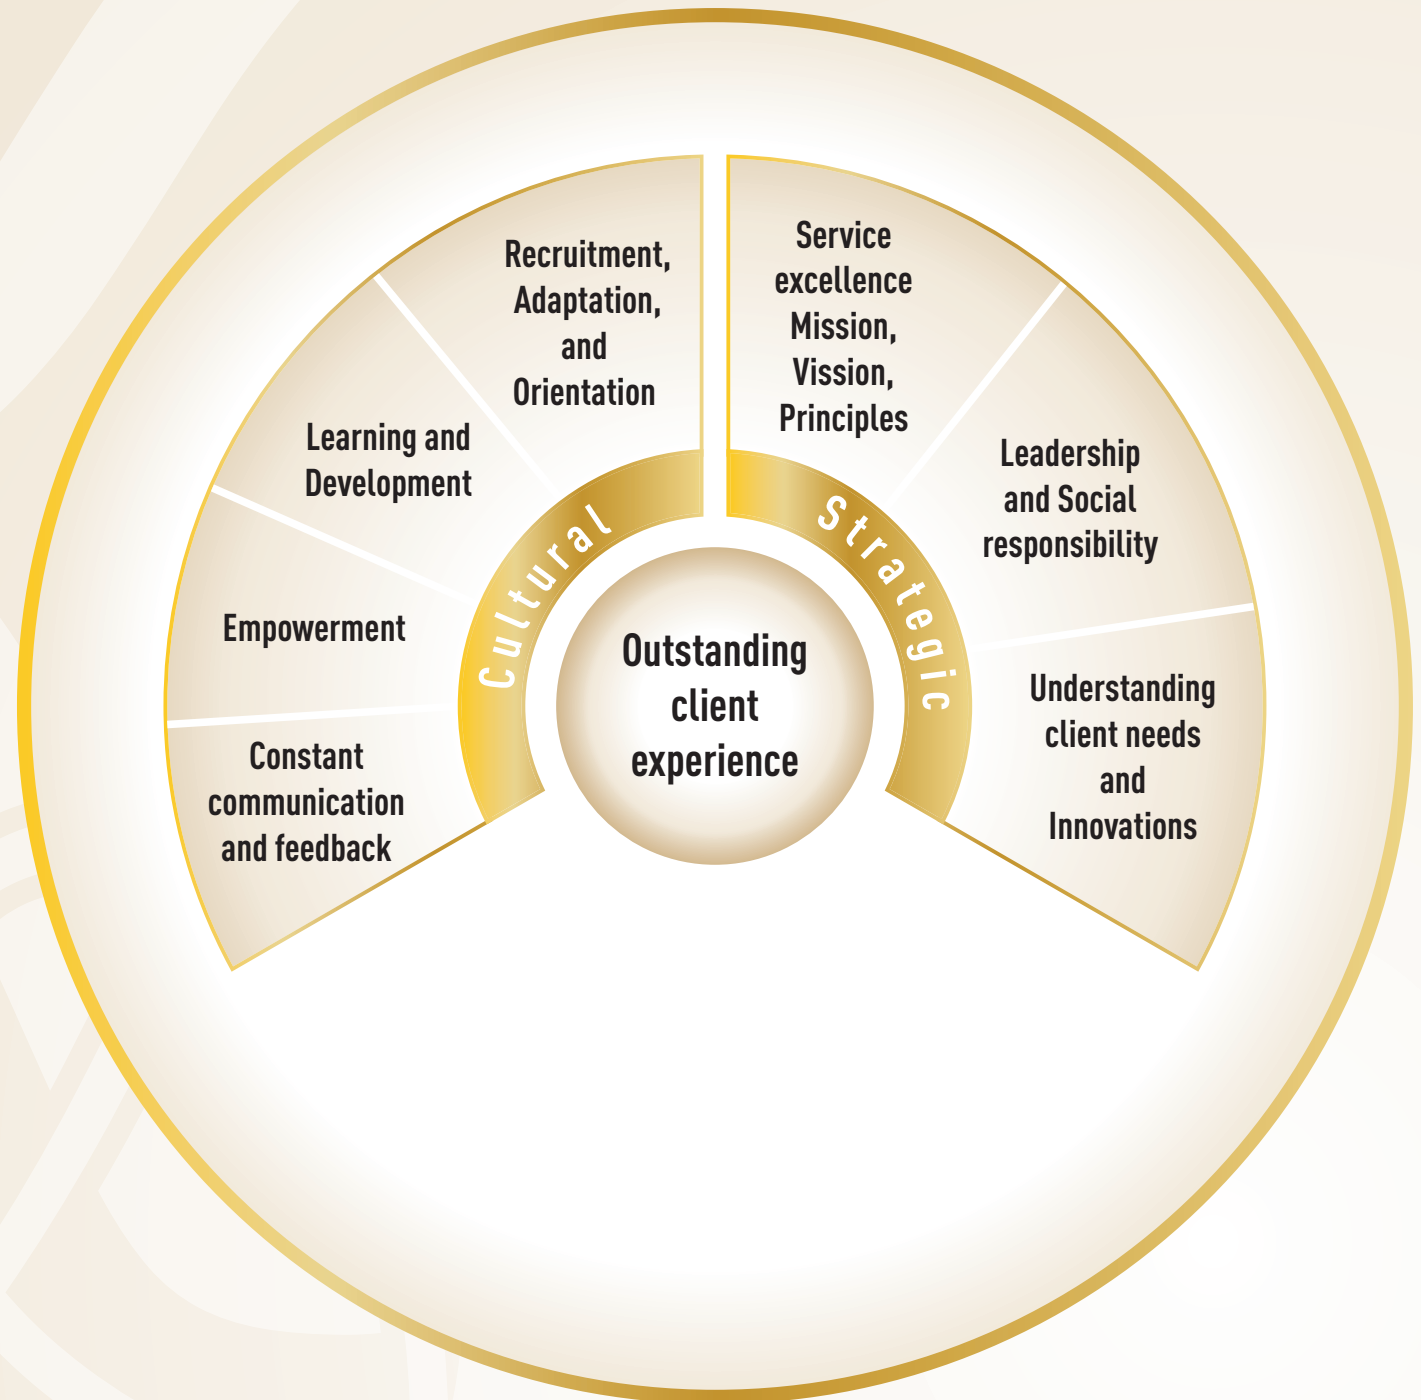 Recruitment,
Adaptation,
and
Orientation
Service
excellence
Mission,
Vission,
Principles
Learning and
Development
Leadership
and Social
responsibility
Empowerment
Cultural
Strategic
Outstanding
client
experience
Constant
communication
and feedback
Understanding
client needs
and
Innovations